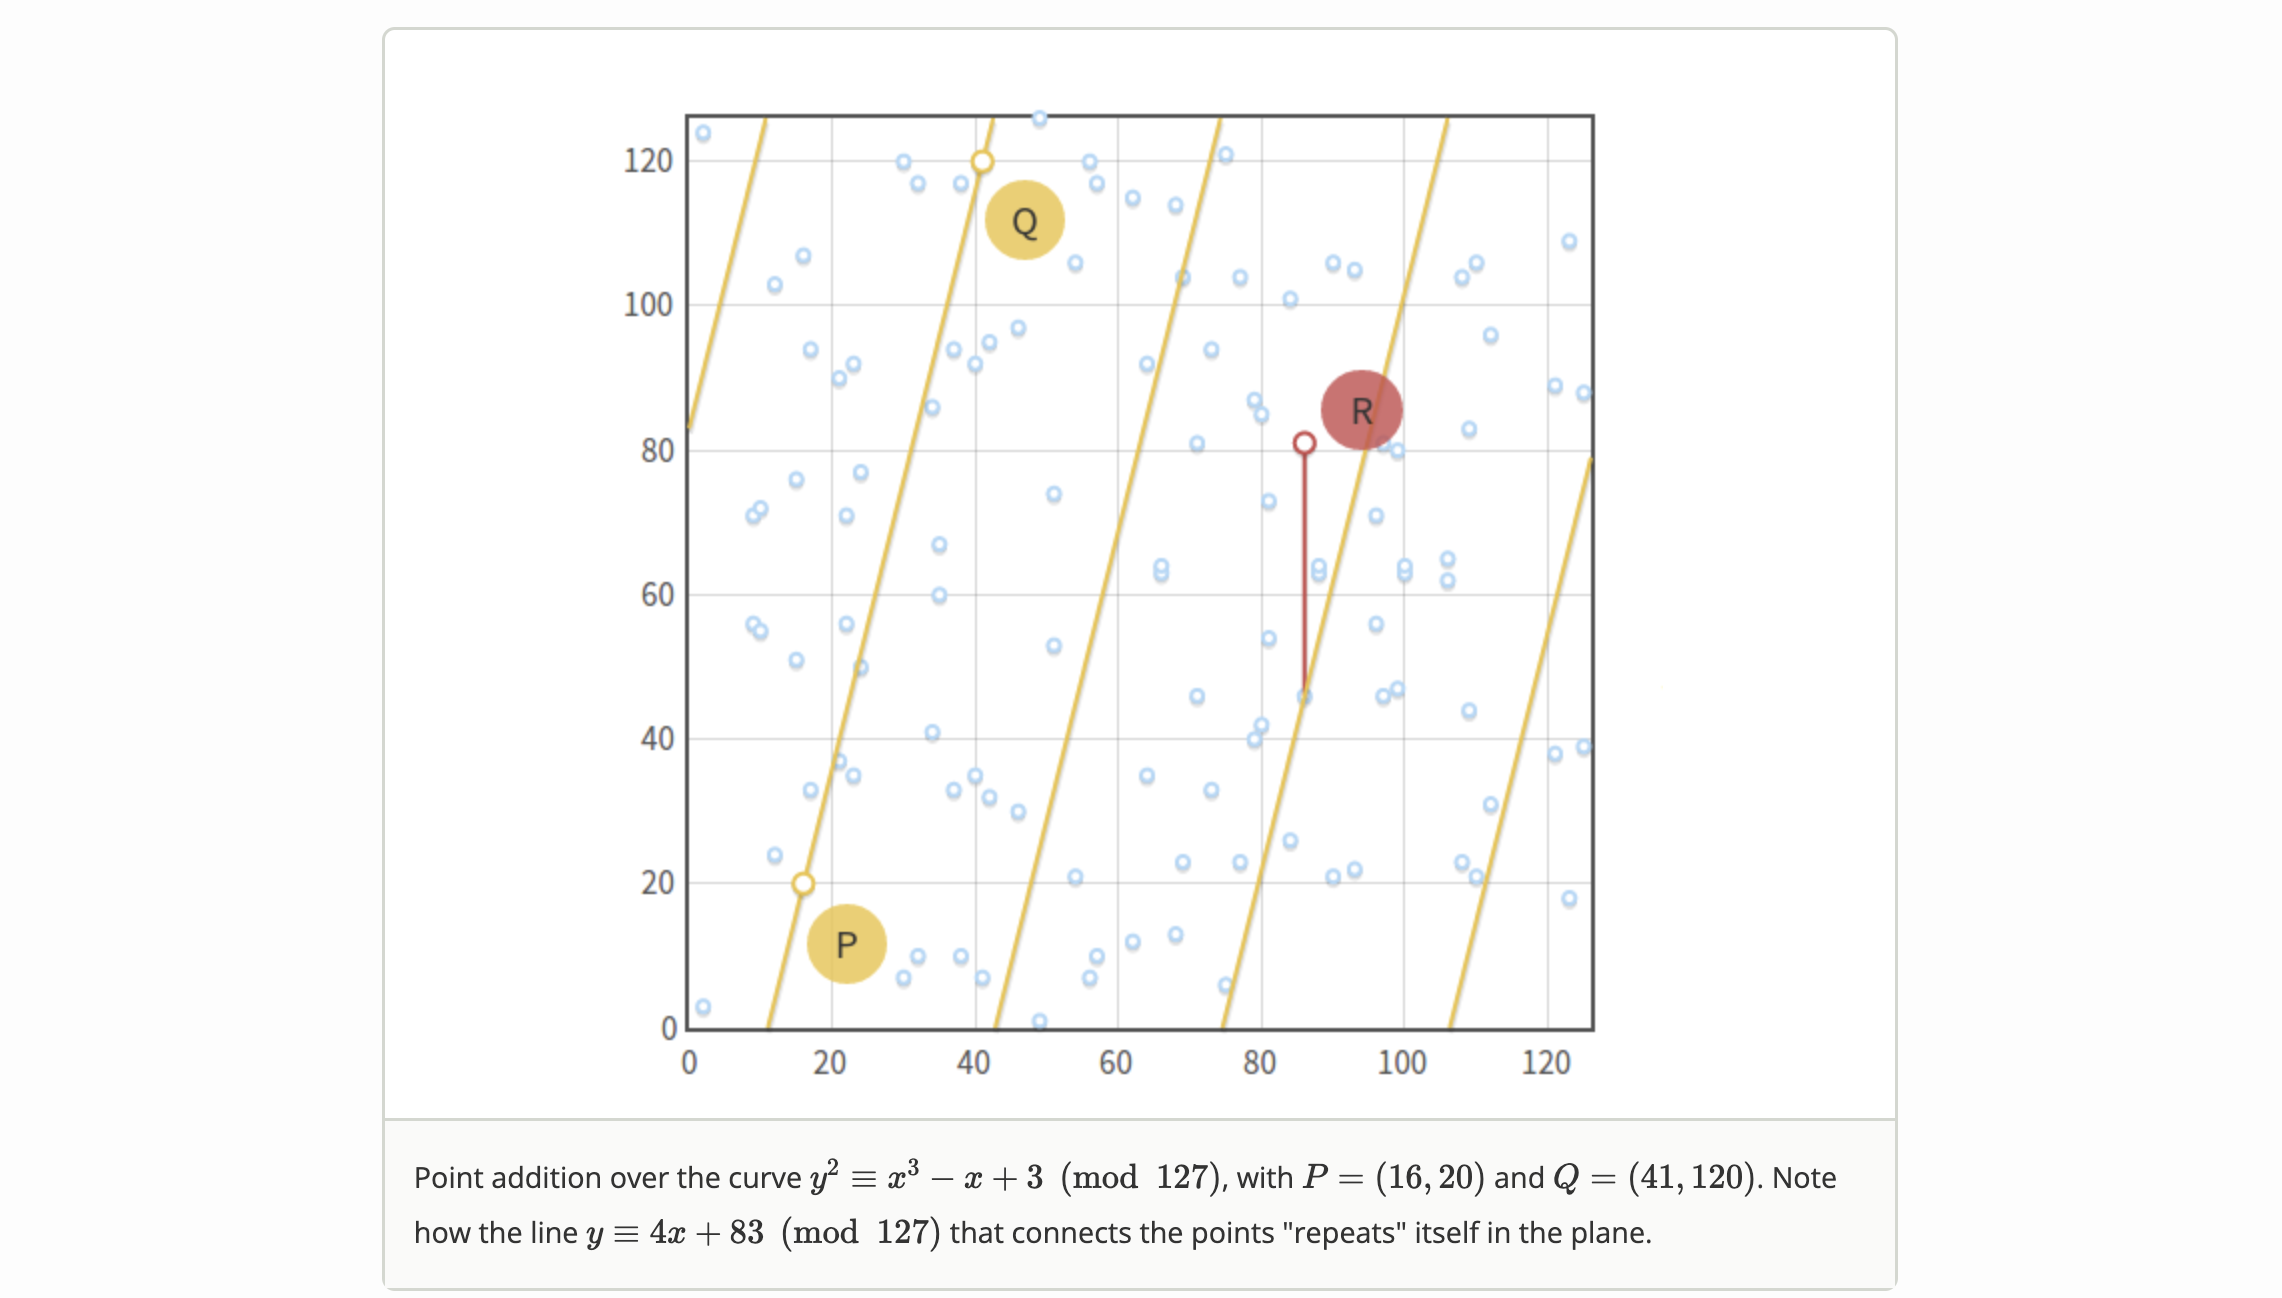 120
Q
100
R
80
60
40
20
P
0
0 20 40 60 80 100 120
Point addition over the curve y² ≡ x³ − x + 3 (mod 127), with P = (16, 20) and Q = (41, 120). Note
how the line y ≡ 4x + 83 (mod 127) that connects the points "repeats" itself in the plane.